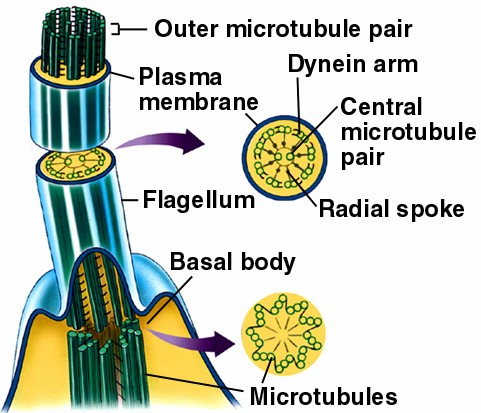 Outer microtubule pair
Dynein arm
Plasma
membrane
Central
microtubule
pair
Flagellum
Radial spoke
Basal body
Microtubules